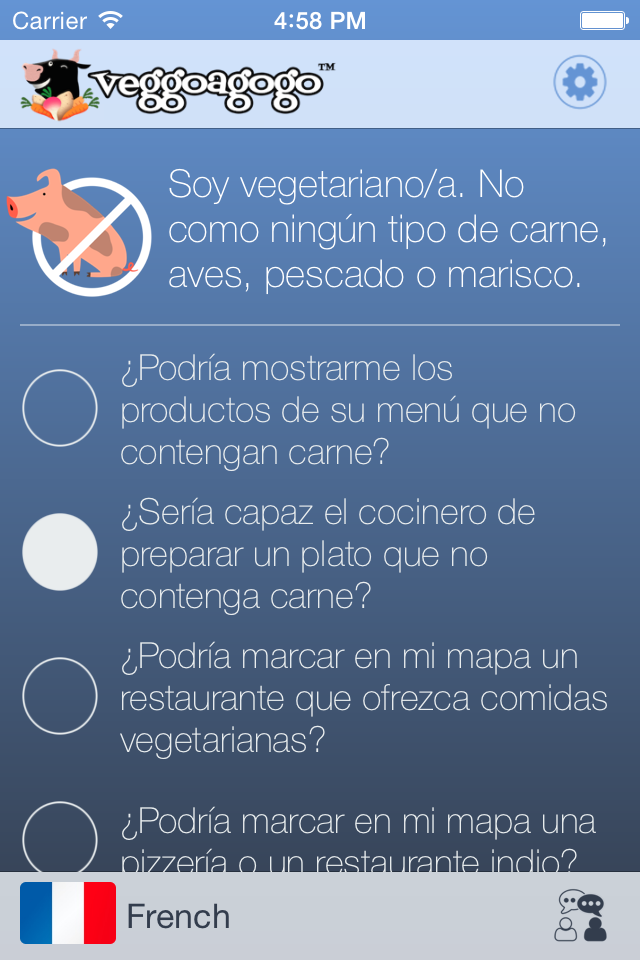 Carrier
4:58 PM
veggoagogo™
Soy vegetariano/a. No
como ningún tipo de carne,
aves, pescado o marisco.
¿Podría mostrarme los
productos de su menú que no
contengan carne?
¿Sería capaz el cocinero de
preparar un plato que no
contenga carne?
¿Podría marcar en mi mapa un
restaurante que ofrezca comidas
vegetarianas?
¿Podría marcar en mi mapa una
pizzería o un restaurante indio?
French